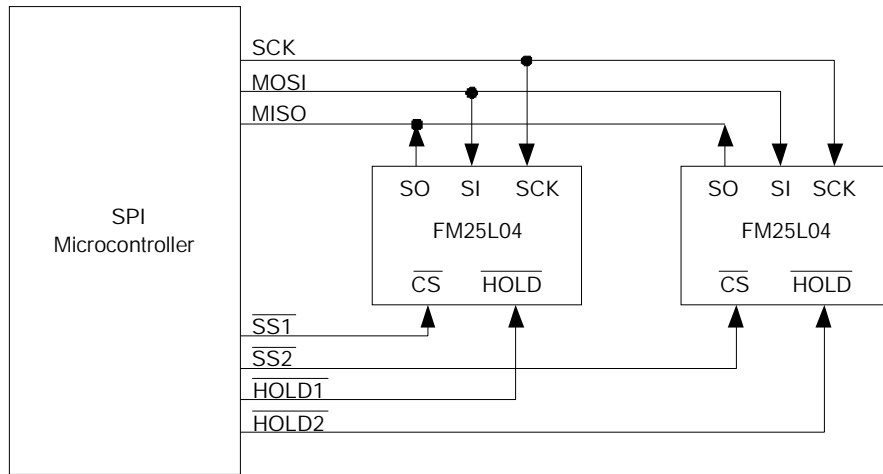 SCK
MOSI
MISO
SO SI SCK
SO SI SCK
SPI
Microcontroller
FM25L04
FM25L04
CS HOLD
CS HOLD
SS1
SS2
HOLD1
HOLD2